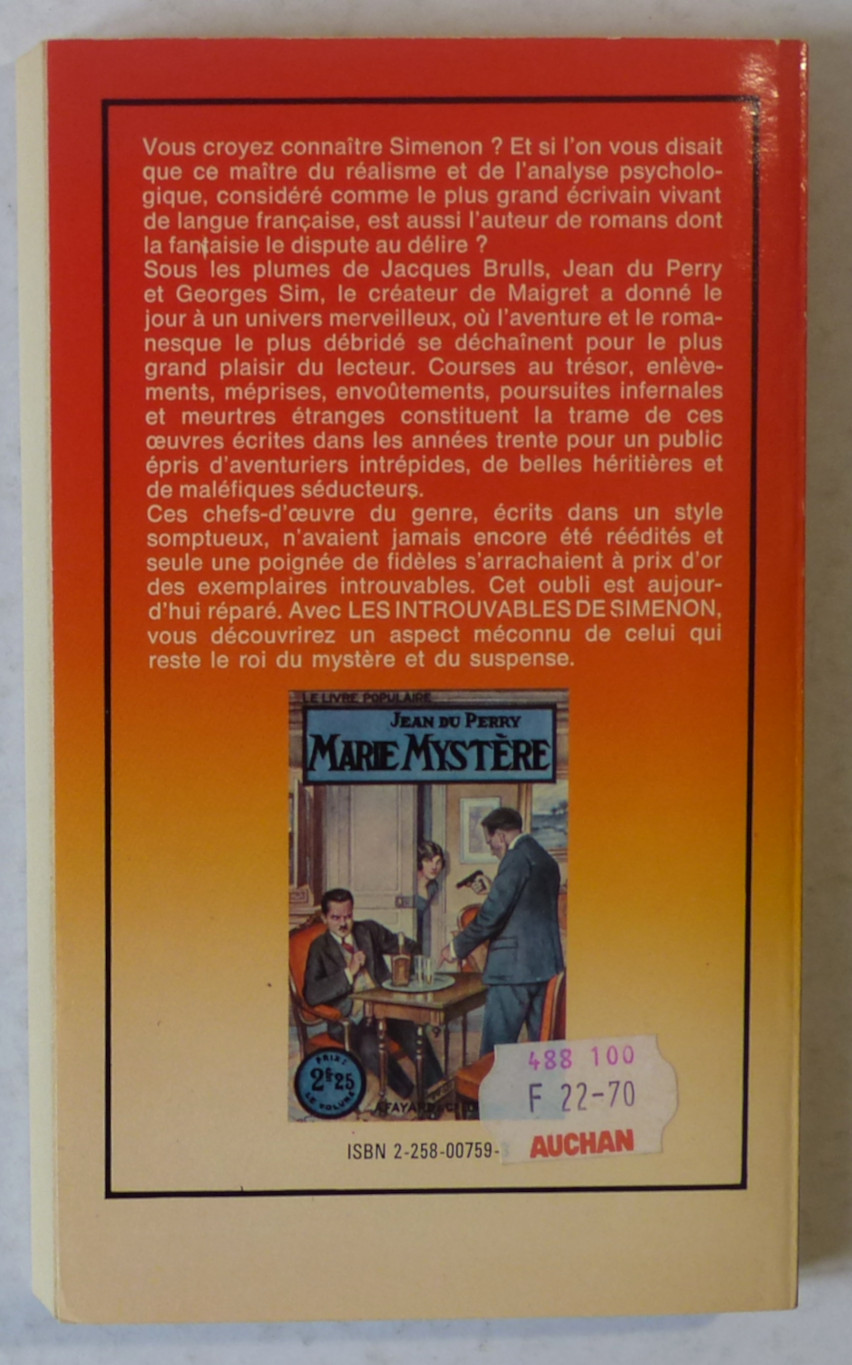 Vous croyez connaître Simenon ? Et si l'on vous disait
que ce maître du réalisme et de l'analyse psycholo-
gique, considéré comme le plus grand écrivain vivant
de langue française, est aussi l'auteur de romans dont
la fantaisie le dispute au délire ?
Sous les plumes de Jacques Brulls, Jean du Perry
et Georges Sim, le créateur de Maigret a donné le
jour à un univers merveilleux, où l'aventure et le roma-
nesque le plus débridé se déchaînent pour le plus
grand plaisir du lecteur. Courses au trésor, enlève-
ments, méprises, envoûtements, poursuites infernales
et meurtres étranges constituent la trame de ces
œuvres écrites dans les années trente pour un public
épris d'aventuriers intrépides, de belles héritières et
de maléfiques séducteurs.
Ces chefs-d'œuvre du genre, écrits dans un style
somptueux, n'avaient jamais encore été réédités et
seule une poignée de fidèles s'arrachaient à prix d'or
des exemplaires introuvables. Cet oubli est aujour-
d'hui réparé. Avec LES INTROUVABLES DE SIMENON,
vous découvrirez un aspect méconnu de celui qui
reste le roi du mystère et du suspense.
LE LIVRE POPULAIRE
JEAN DU PERRY
MARIE MYSTÈRE
PRIX:
2f25
LE VOLUME
A FAYARD
488 100
F 22-70
AUCHAN
ISBN 2-258-00759-